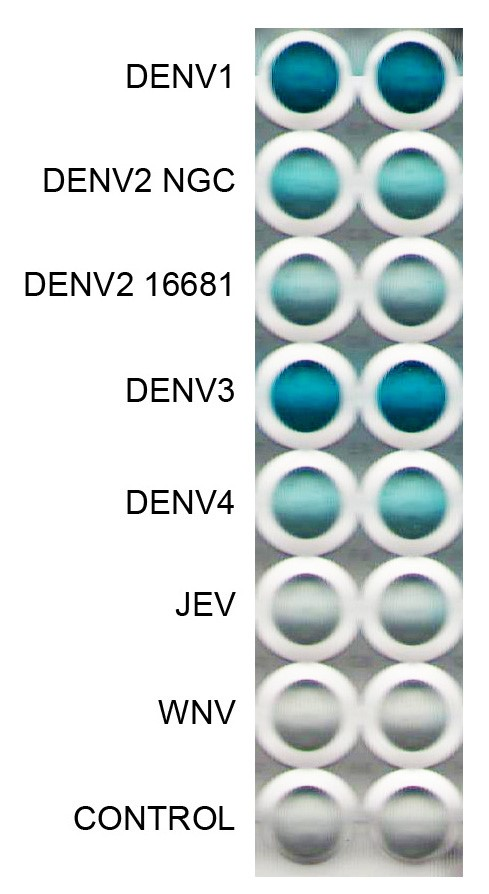 DENV1
DENV2 NGC
DENV2 16681
DENV3
DENV4
JEV
WNV
CONTROL